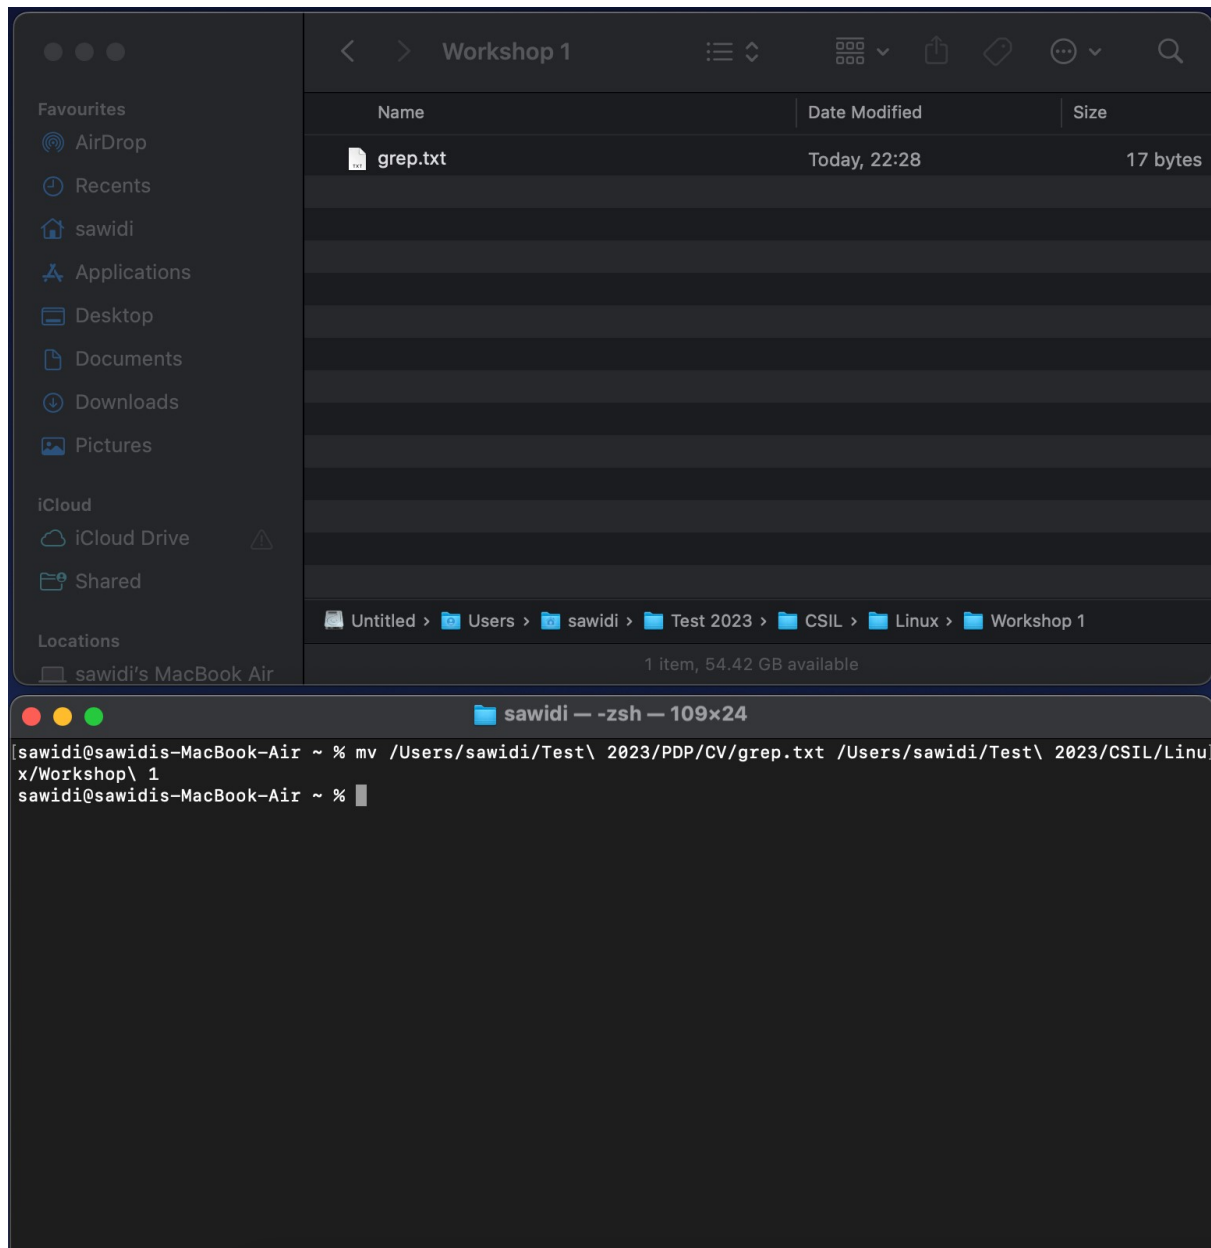 Workshop 1
Favourites
AirDrop
Recents
sawidi
Applications
Desktop
Documents
Downloads
Pictures
iCloud
iCloud Drive
Shared
Locations
sawidi's MacBook Air
Name Date Modified Size
grep.txt Today, 22:28 17 bytes
Untitled › Users › sawidi › Test 2023 › CSIL › Linux › Workshop 1
1 item, 54.42 GB available
sawidi — -zsh — 109×24
[sawidi@sawidis-MacBook-Air ~ % mv /Users/sawidi/Test\ 2023/PDP/CV/grep.txt /Users/sawidi/Test\ 2023/CSIL/Linu]
x/Workshop\ 1
sawidi@sawidis-MacBook-Air ~ %